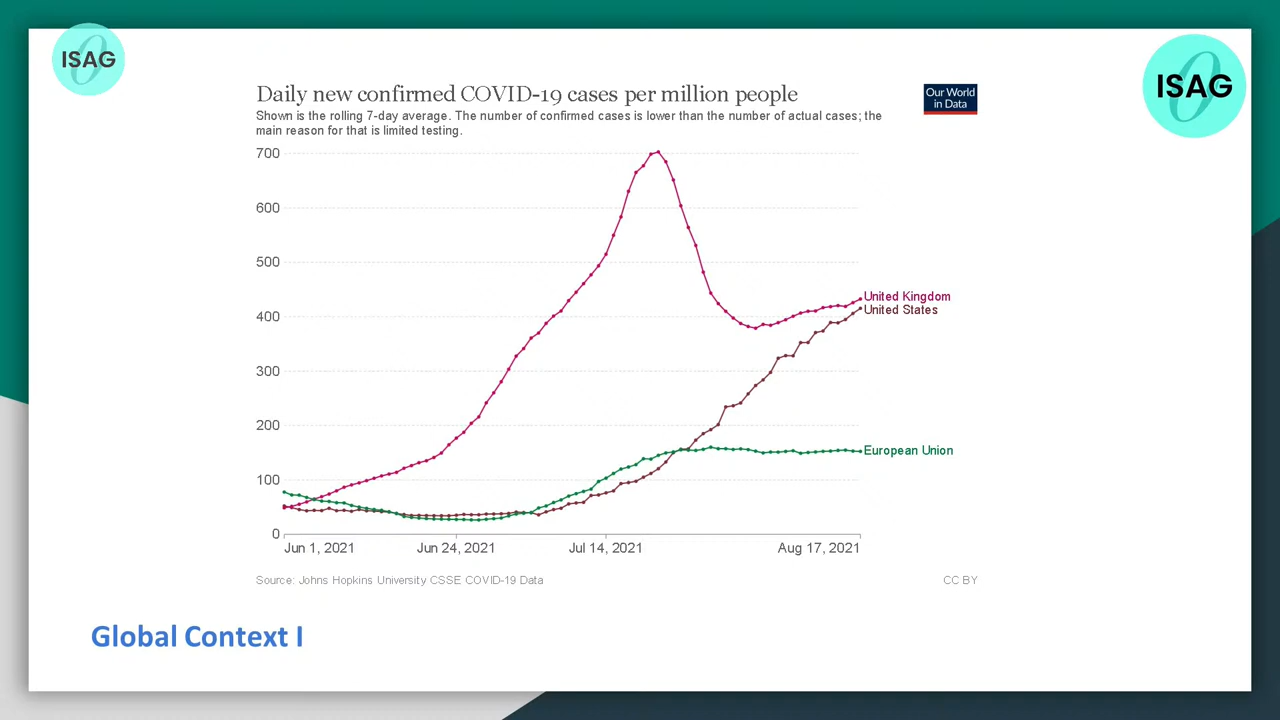 ISAG
0
ISAG
0
Daily new confirmed COVID-19 cases per million people
Our World
in Data
Shown is the rolling 7-day average. The number of confirmed cases is lower than the number of actual cases; the
main reason for that is limited testing.
700
600
500
400
300
200
100
0
United Kingdom
United States
European Union
Jun 1, 2021
Jun 24, 2021
Jul 14, 2021
Aug 17, 2021
Source: Johns Hopkins University CSSE COVID-19 Data
CC BY
Global Context I